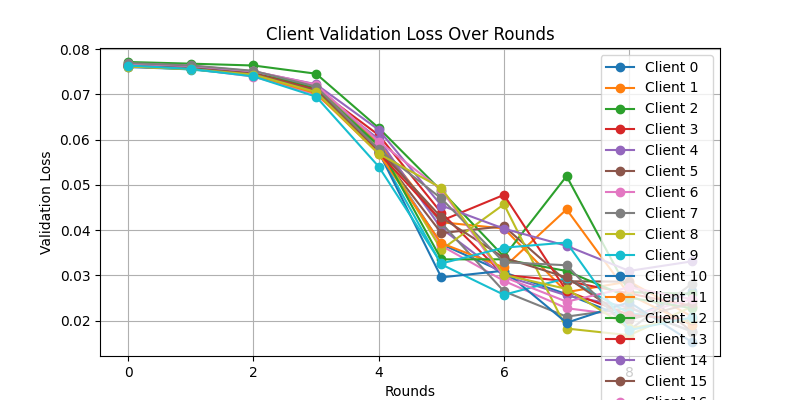 Client Validation Loss Over Rounds
0.08
0.07
0.06
0.05
0.04
0.03
0.02
Validation Loss
0
2
4
6
8
Rounds
Client 0
Client 1
Client 2
Client 3
Client 4
Client 5
Client 6
Client 7
Client 8
Client 9
Client 10
Client 11
Client 12
Client 13
Client 14
Client 15
Client 16